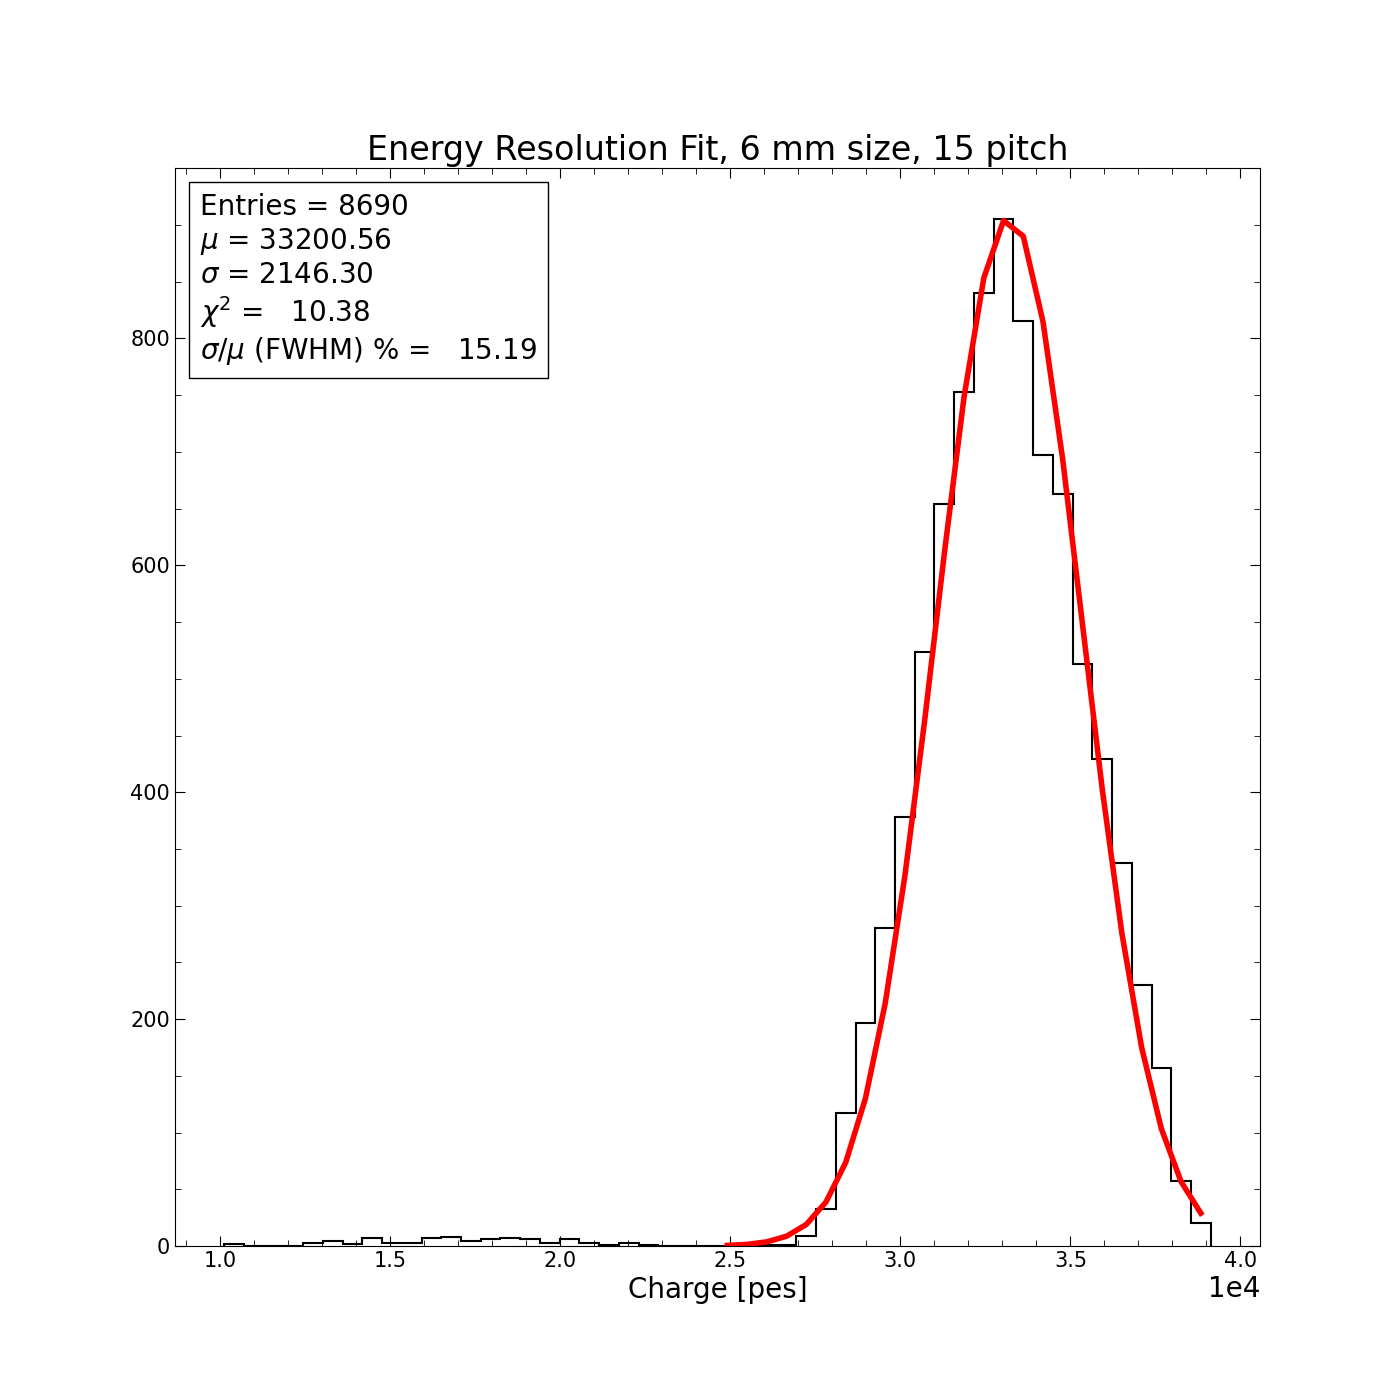 Energy Resolution Fit, 6 mm size, 15 pitch
Entries = 8690
μ = 33200.56
σ = 2146.30
χ² = 10.38
σ/μ (FWHM) % = 15.19
800
600
400
200
0
1.0 1.5 2.0 2.5 3.0 3.5 4.0
Charge [pes]
1e4